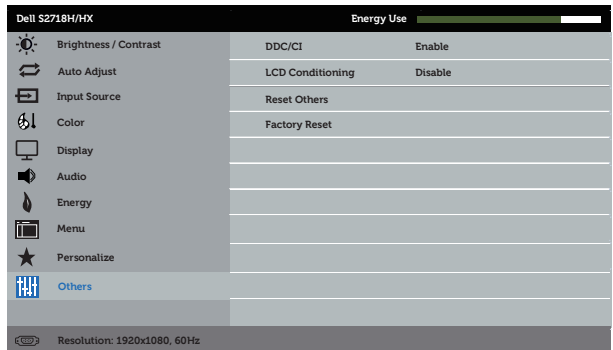 Dell S2718H/HX Energy Use
Brightness / Contrast DDC/CI Enable
Auto Adjust LCD Conditioning Disable
Input Source Reset Others
Color Factory Reset
Display
Audio
Energy
Menu
Personalize
Others
Resolution: 1920x1080, 60Hz